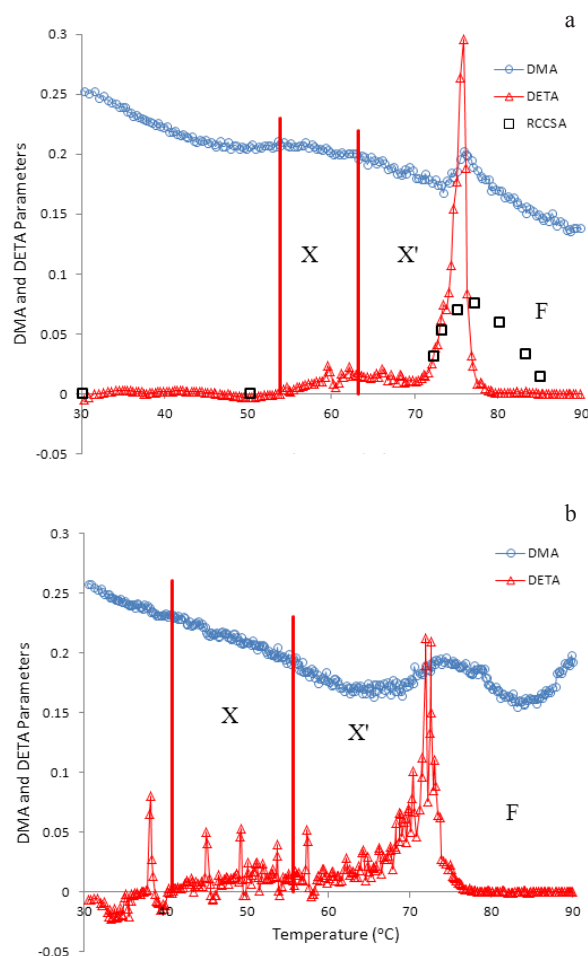 a
0.3
DMA
DETA
RCCSA
0.25
0.2
X
X'
0.15
0.1
F
0.05
0
30
40
50
60
70
80
90
-0.05
DMA and DETA Parameters
b
0.3
DMA
DETA
0.25
0.2
X
X'
0.15
0.1
F
0.05
0
30
40
50
60
70
80
90
-0.05
Temperature (°C)
DMA and DETA Parameters